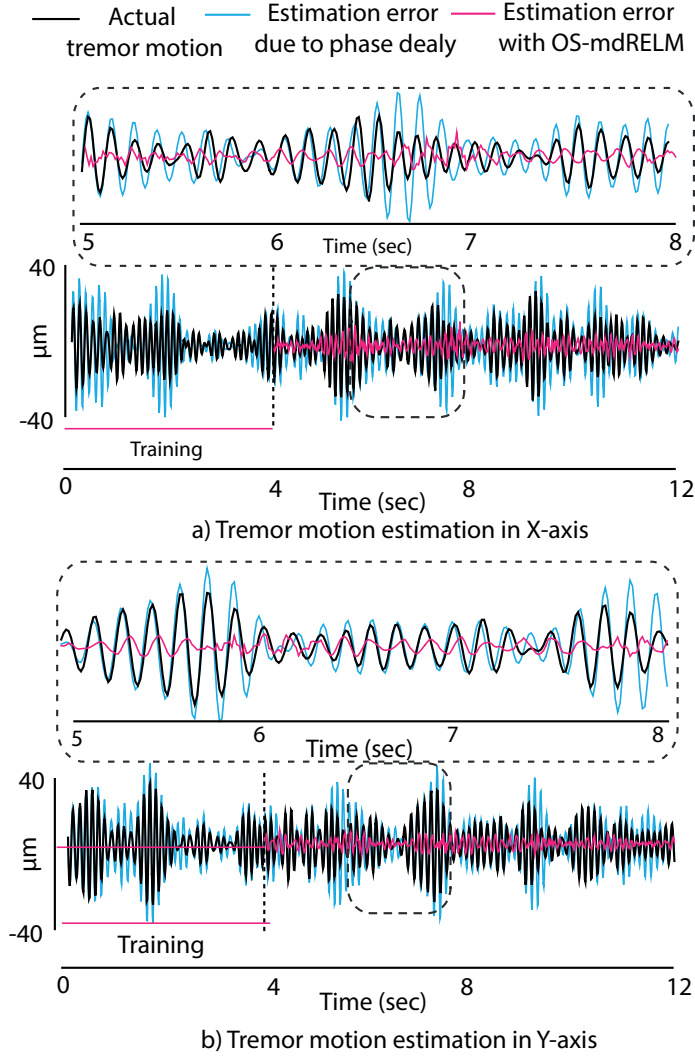 Actual
tremor motion
Estimation error
due to phase dealy
Estimation error
with OS-mdRELM
5 6 Time (sec) 7 8
40
µm
-40
Training
0 4 8 12
Time (sec)
a) Tremor motion estimation in X-axis
5 6 7 8
Time (sec)
40
µm
-40
Training
0 4 8 12
Time (sec)
b) Tremor motion estimation in Y-axis